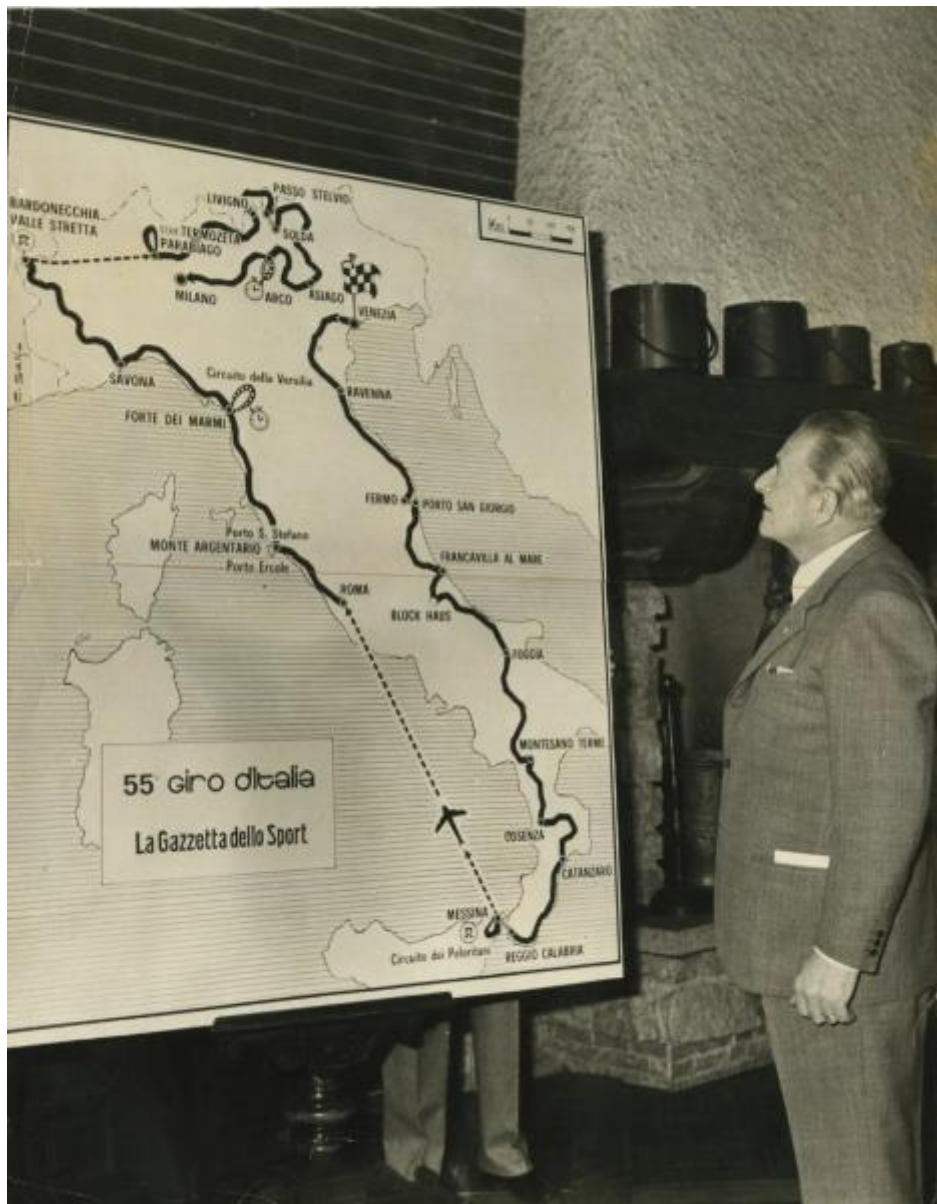 PASSO STELVIO
LIVIGNO
BARDONECCHIA
VALLE STRETTA
R
TERMOZETA
PARABIAGO
SOLDA
Km.
MILANO
ARCO
ASIAGO
VENEZIA
SAVONA
Circuito della Versilia
RAVENNA
FORTE DEI MARMI
FERMO
PORTO SAN GIORGIO
Porto S. Stefano
MONTE ARGENTARIO
Porto Ercole
FRANCAVILLA AL MARE
ROMA
BLOCK HAUS
FOGGIA
MONTESANO TERME
55° GIRO d'Italia
La Gazzetta dello Sport
COSENZA
CATANZARO
MESSINA
R
Circuito dei Peloritani
REGGIO CALABRIA